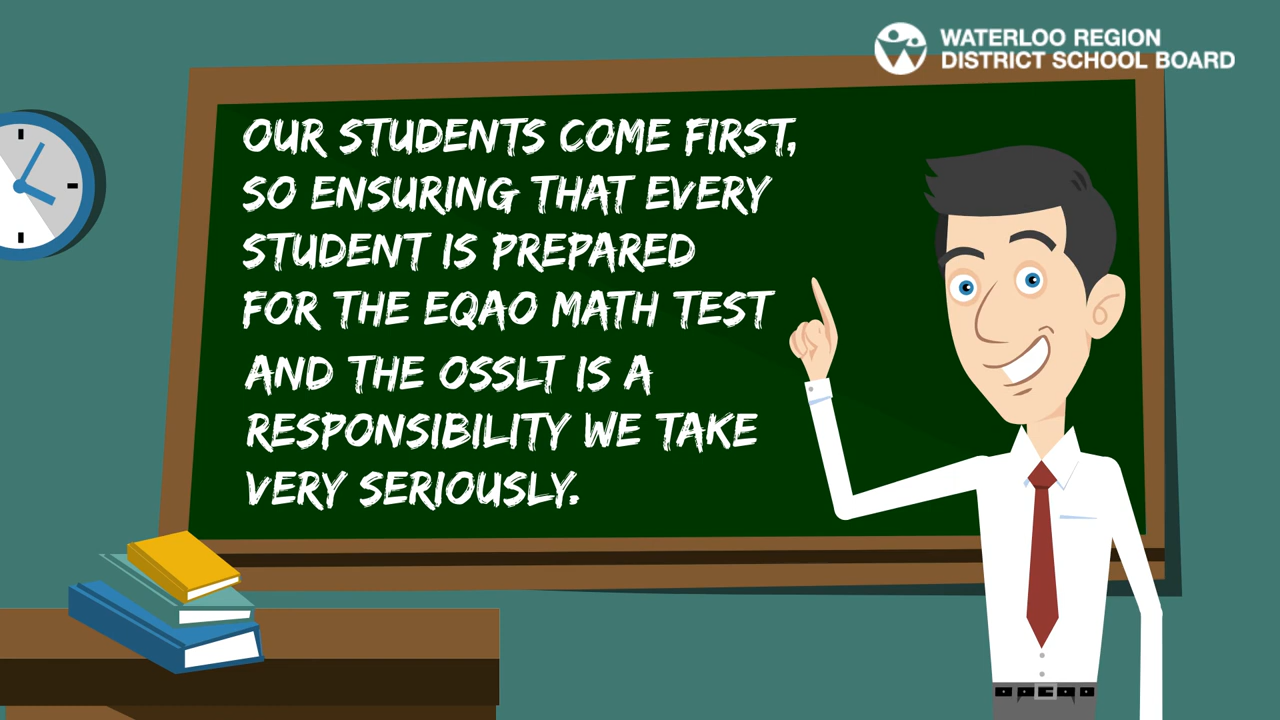 WATERLOO REGION
DISTRICT SCHOOL BOARD
OUR STUDENTS COME FIRST,
SO ENSURING THAT EVERY
STUDENT IS PREPARED
FOR THE EQAO MATH TEST
AND THE OSSLT IS A
RESPONSIBILITY WE TAKE
VERY SERIOUSLY.